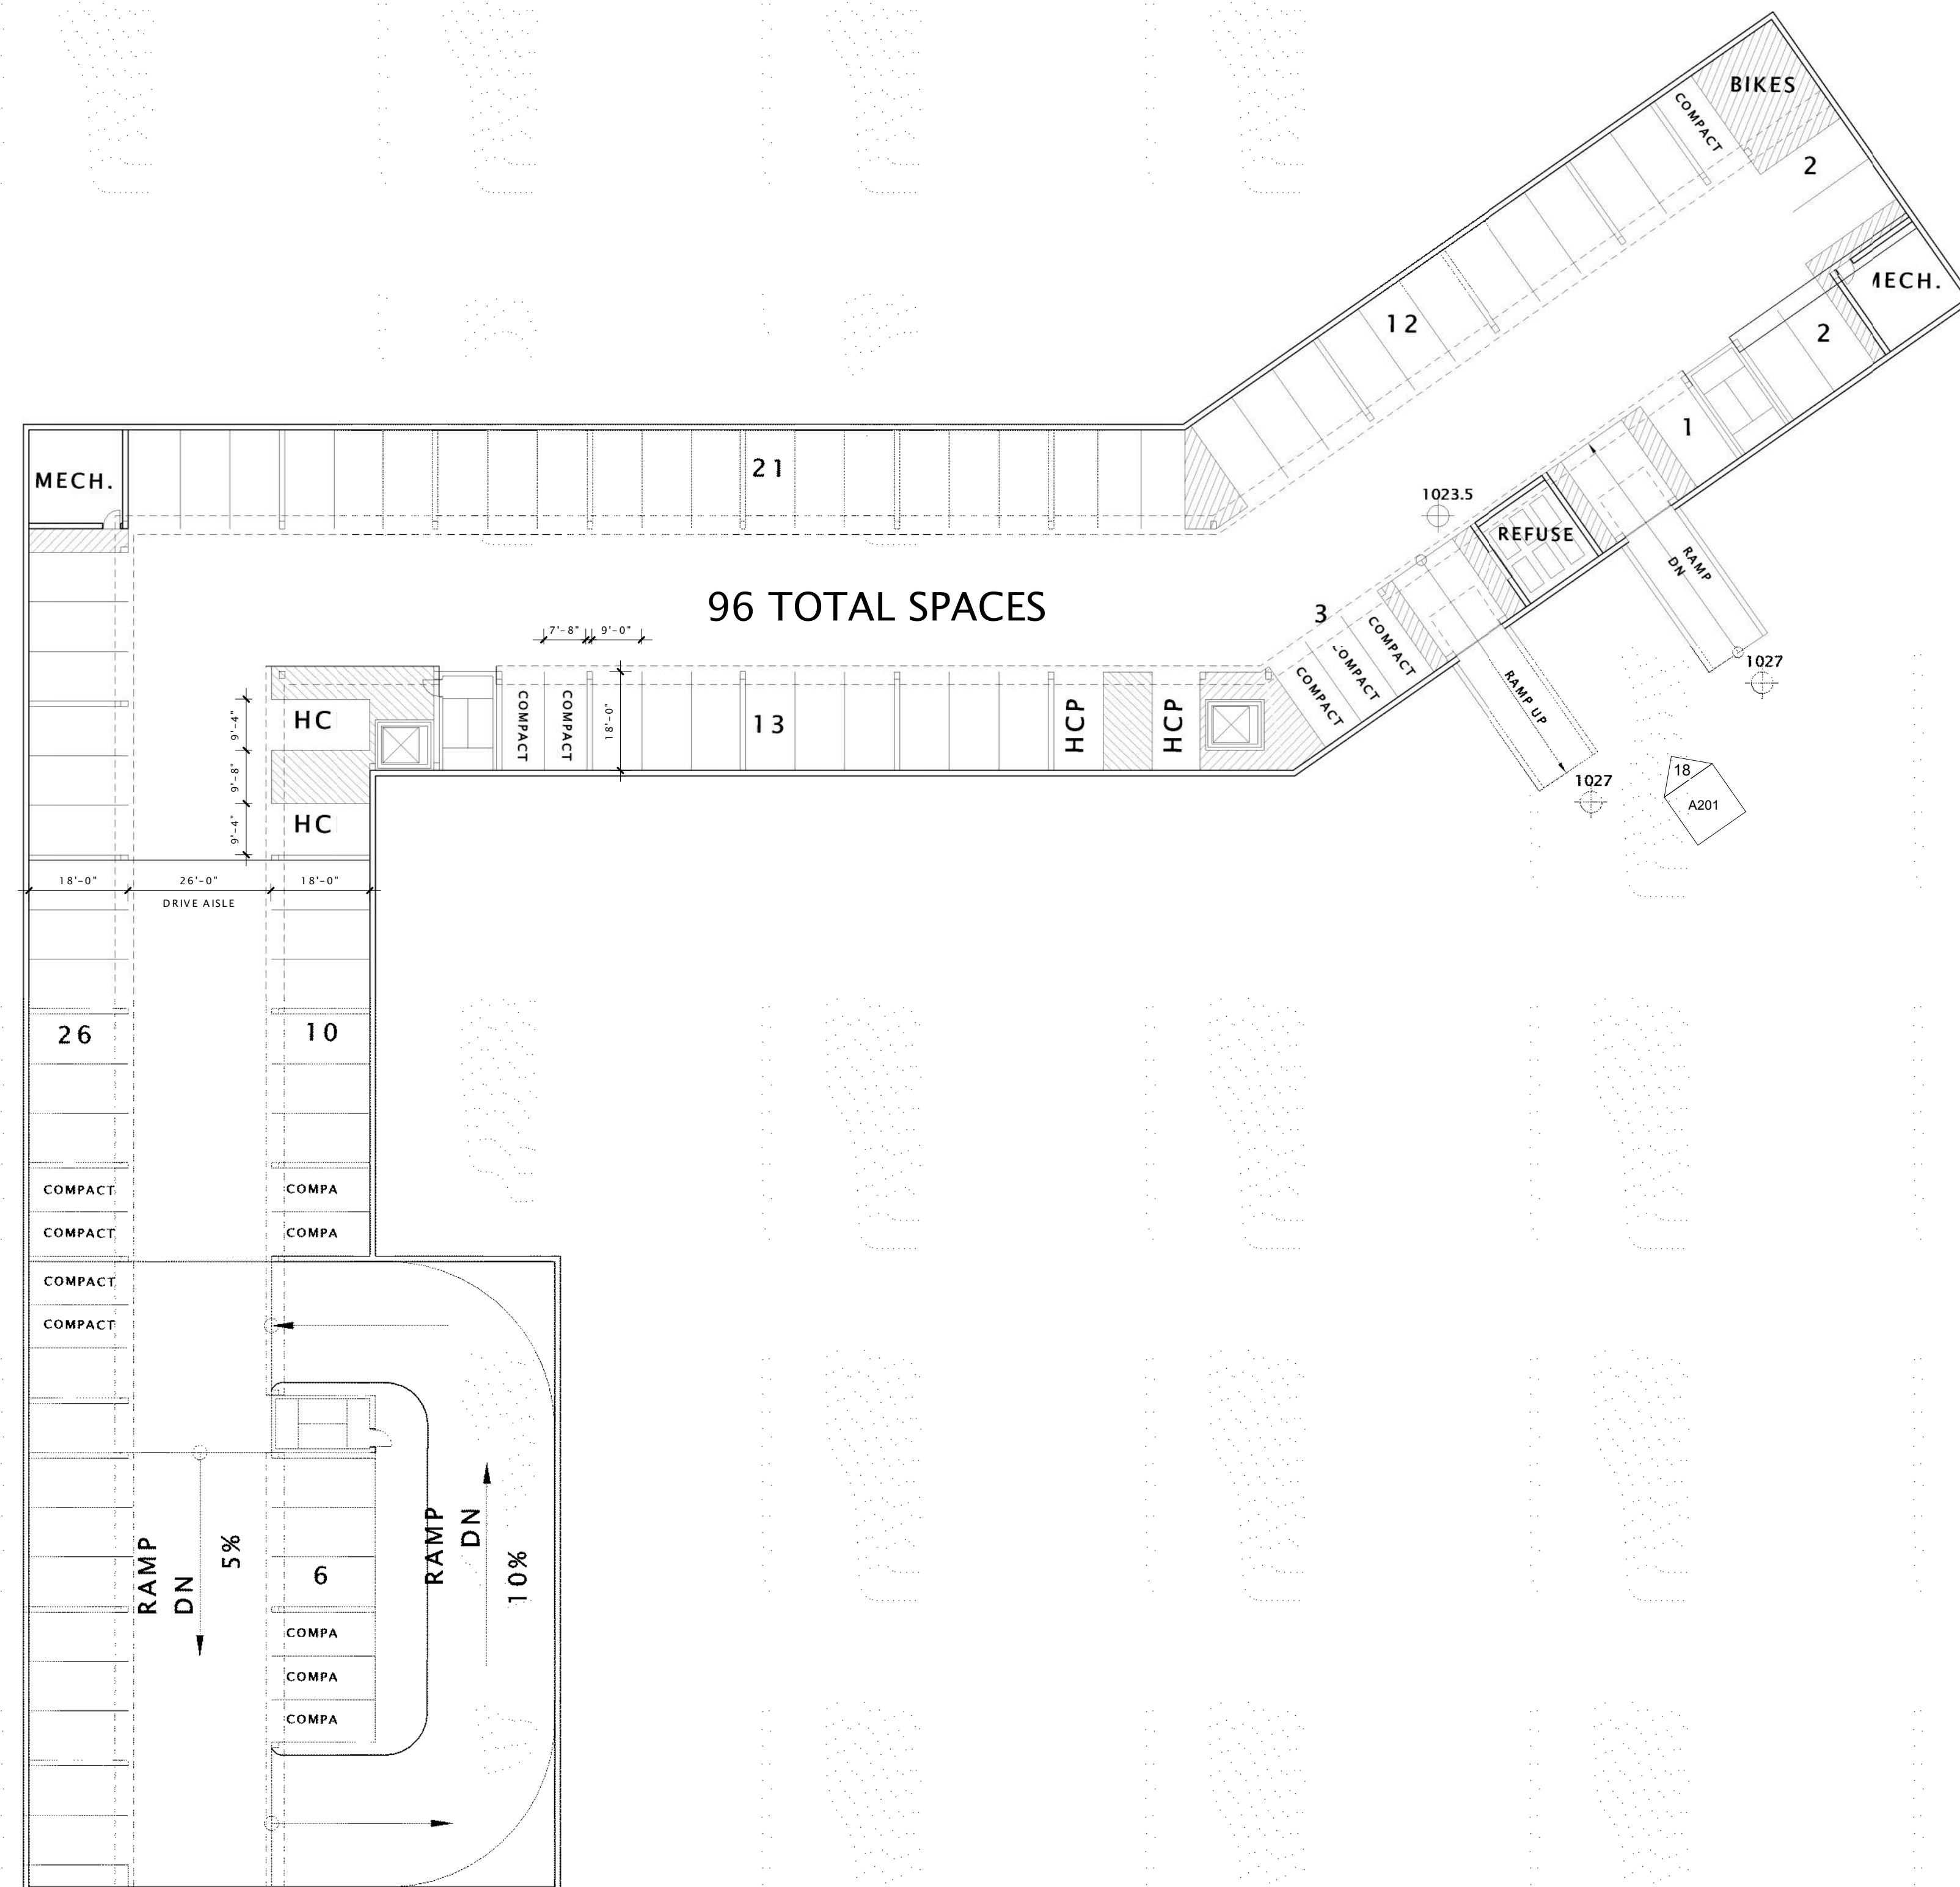 BIKES
COMPACT
2
MECH.
12
2
1
21
MECH.
1023.5
REFUSE
RAMP
DN
96 TOTAL SPACES
3
7'-8"
9'-0"
COMPACT
COMPACT
COMPACT
1027
RAMP UP
HC
9'-4"
COMPACT
COMPACT
18'-0"
13
HCP
HCP
9'-8"
1027
18
A201
HC
9'-4"
18'-0"
26'-0"
18'-0"
DRIVE AISLE
26
10
COMPACT
COMPA
COMPACT
COMPA
COMPACT
COMPACT
RAMP
DN
5%
6
RAMP
DN
10%
COMPA
COMPA
COMPA